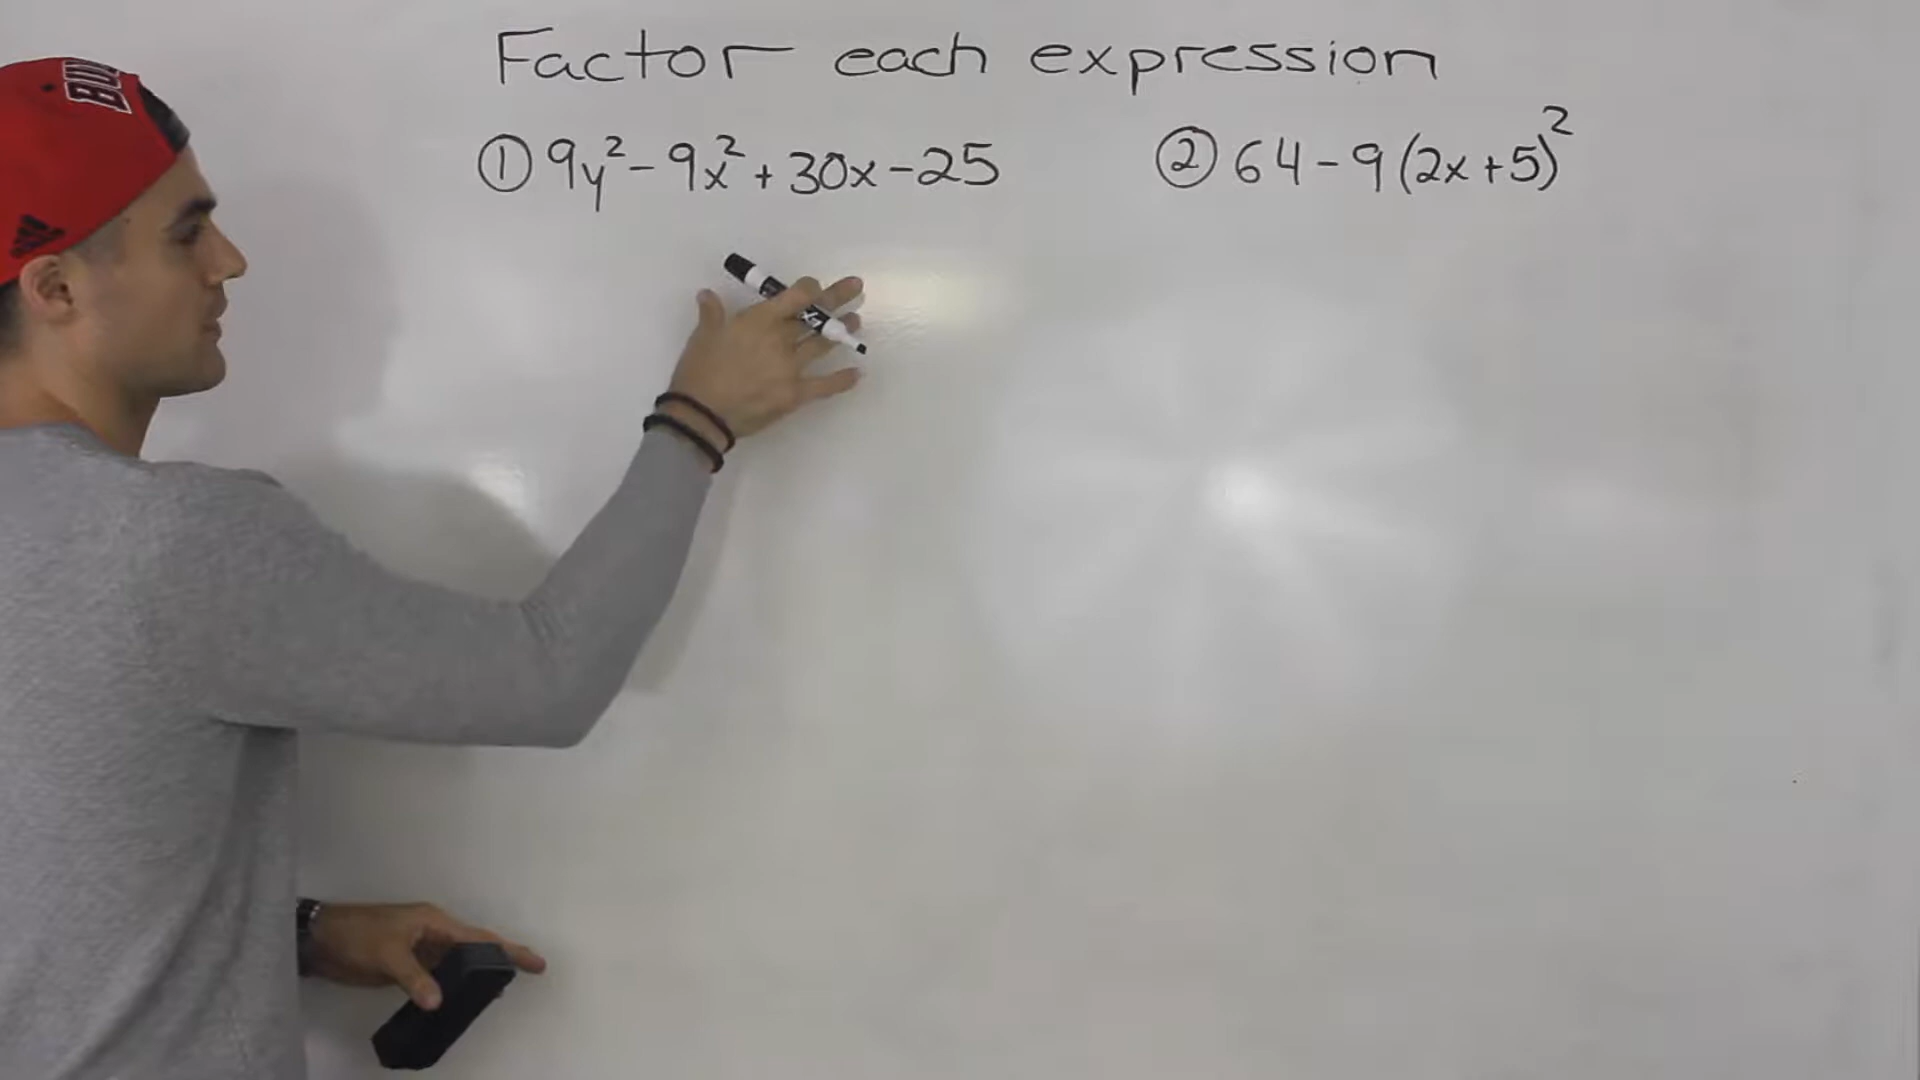 Factor each expression
① 9y² - 9x² + 30x - 25
② 64 - 9(2x + 5)²